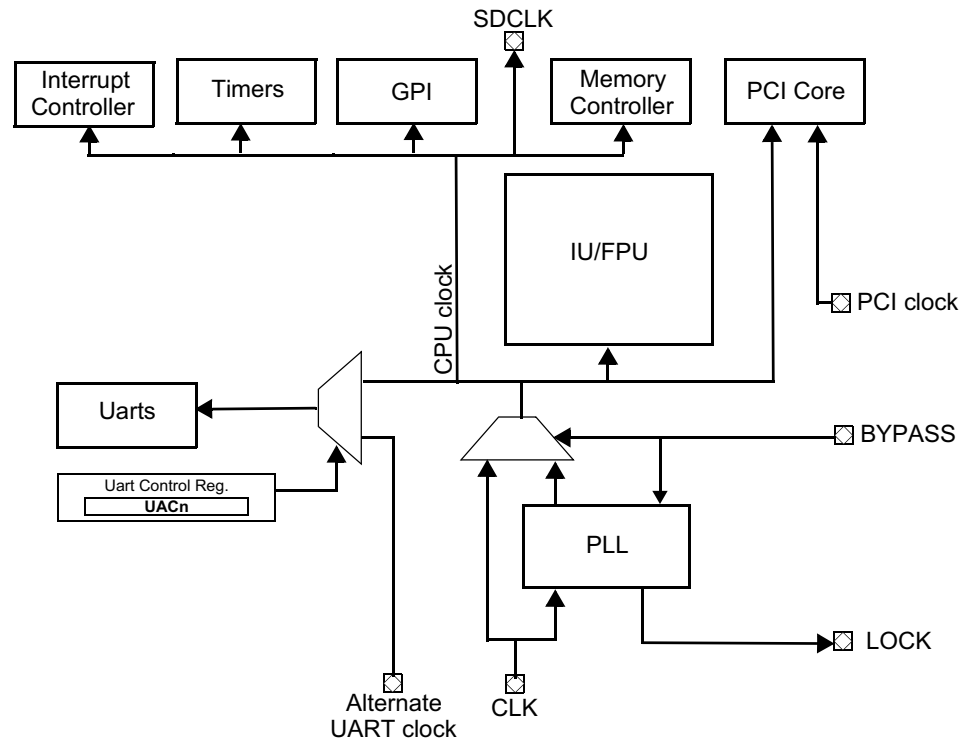 SDCLK
Interrupt
Controller
Timers
GPI
Memory
Controller
PCI Core
IU/FPU
CPU clock
PCI clock
Uarts
BYPASS
Uart Control Reg.
UACn
PLL
LOCK
Alternate
UART clock
CLK